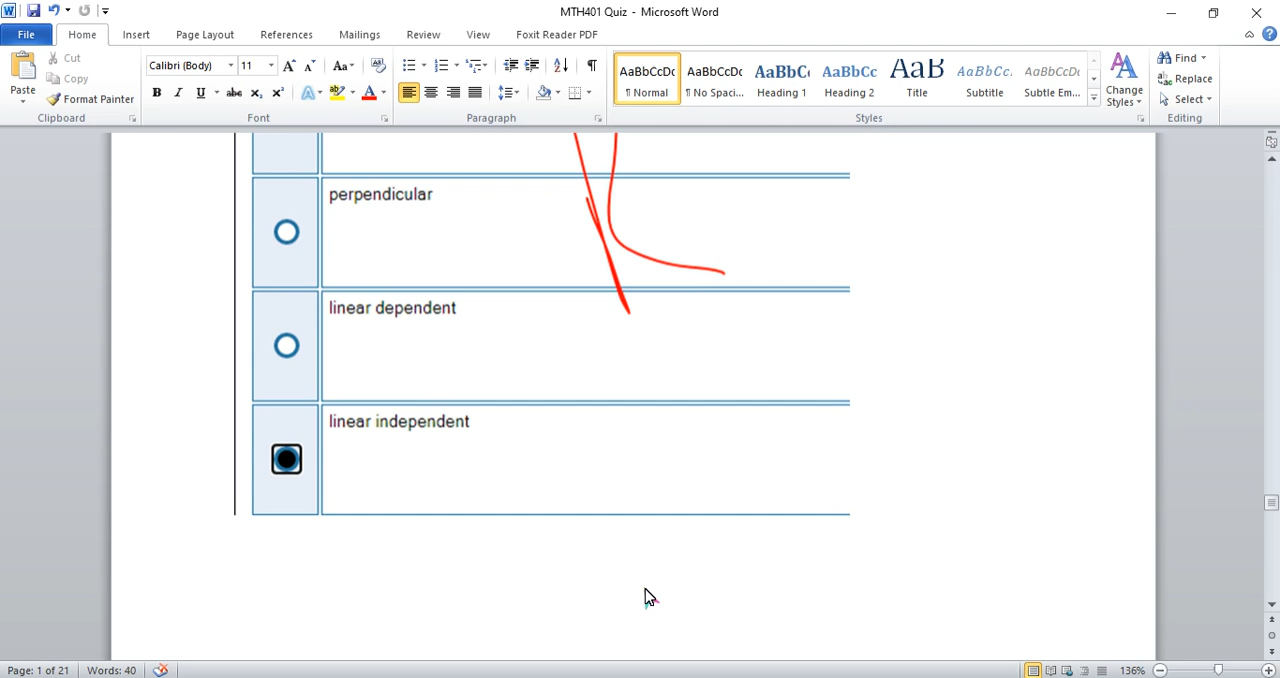 MTH401 Quiz - Microsoft Word
File Home Insert Page Layout References Mailings Review View Foxit Reader PDF
Paste
Cut
Copy
Format Painter
Clipboard
Calibri (Body) 11
Font
Paragraph
AaBbCcDc AaBbCcDc AaBbCc AaBbCc AaB AaBbCc. AaBbCcDc
¶ Normal ¶ No Spaci... Heading 1 Heading 2 Title Subtitle Subtle Em...
Change
Styles
Styles
Find
Replace
Select
Editing
perpendicular
linear dependent
linear independent
Page: 1 of 21 Words: 40 136%